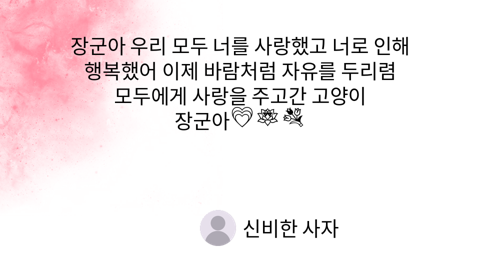 장군아 우리 모두 너를 사랑했고 너로 인해
행복했어 이제 바람처럼 자유를 두리렴
모두에게 사랑을 주고간 고양이
장군아💗🪷💐
신비한 사자